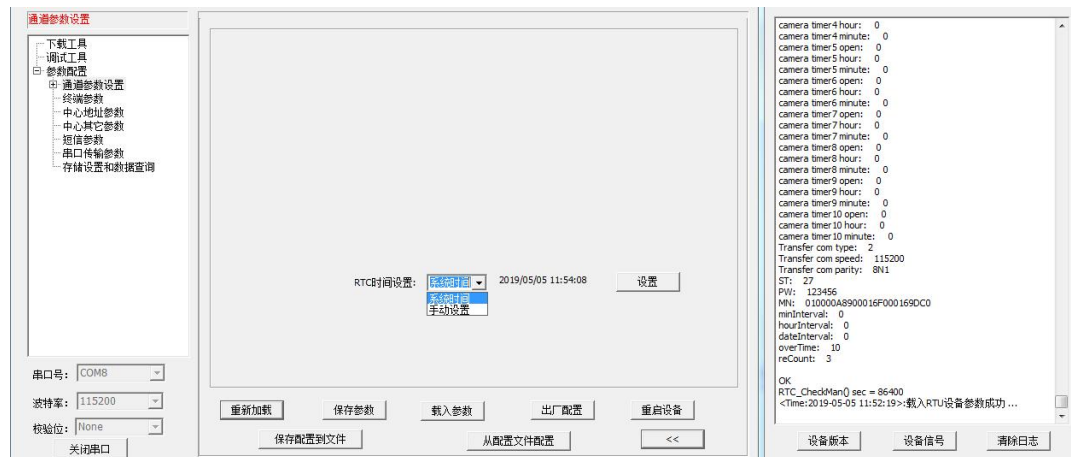 通道参数设置
下载工具
调试工具
参数配置
通道参数设置
终端参数
中心地址参数
中心其它参数
短信参数
串口传输参数
存储设置和数据查询
串口号: COM8
波特率: 115200
校验位: None
关闭串口
RTC时间设置: 系统时间 2019/05/05 11:54:08 设置
系统时间
手动设置
重新加载 保存参数 载入参数 出厂配置 重启设备
保存配置到文件 从配置文件配置 <<
camera timer4 hour: 0
camera timer4 minute: 0
camera timer5 open: 0
camera timer5 hour: 0
camera timer5 minute: 0
camera timer6 open: 0
camera timer6 hour: 0
camera timer6 minute: 0
camera timer7 open: 0
camera timer7 hour: 0
camera timer7 minute: 0
camera timer8 open: 0
camera timer8 hour: 0
camera timer8 minute: 0
camera timer9 open: 0
camera timer9 hour: 0
camera timer9 minute: 0
camera timer10 open: 0
camera timer10 hour: 0
camera timer10 minute: 0
Transfer com type: 2
Transfer com speed: 115200
Transfer com parity: 8N1
ST: 27
PW: 123456
MN: 010000A8900016F000169DC0
minInterval: 0
hourInterval: 0
dateInterval: 0
overTime: 10
reCount: 3
OK
RTC_CheckMan() sec = 86400
<Time:2019-05-05 11:52:19>:载入RTU设备参数成功 ...
设备版本 设备信号 清除日志